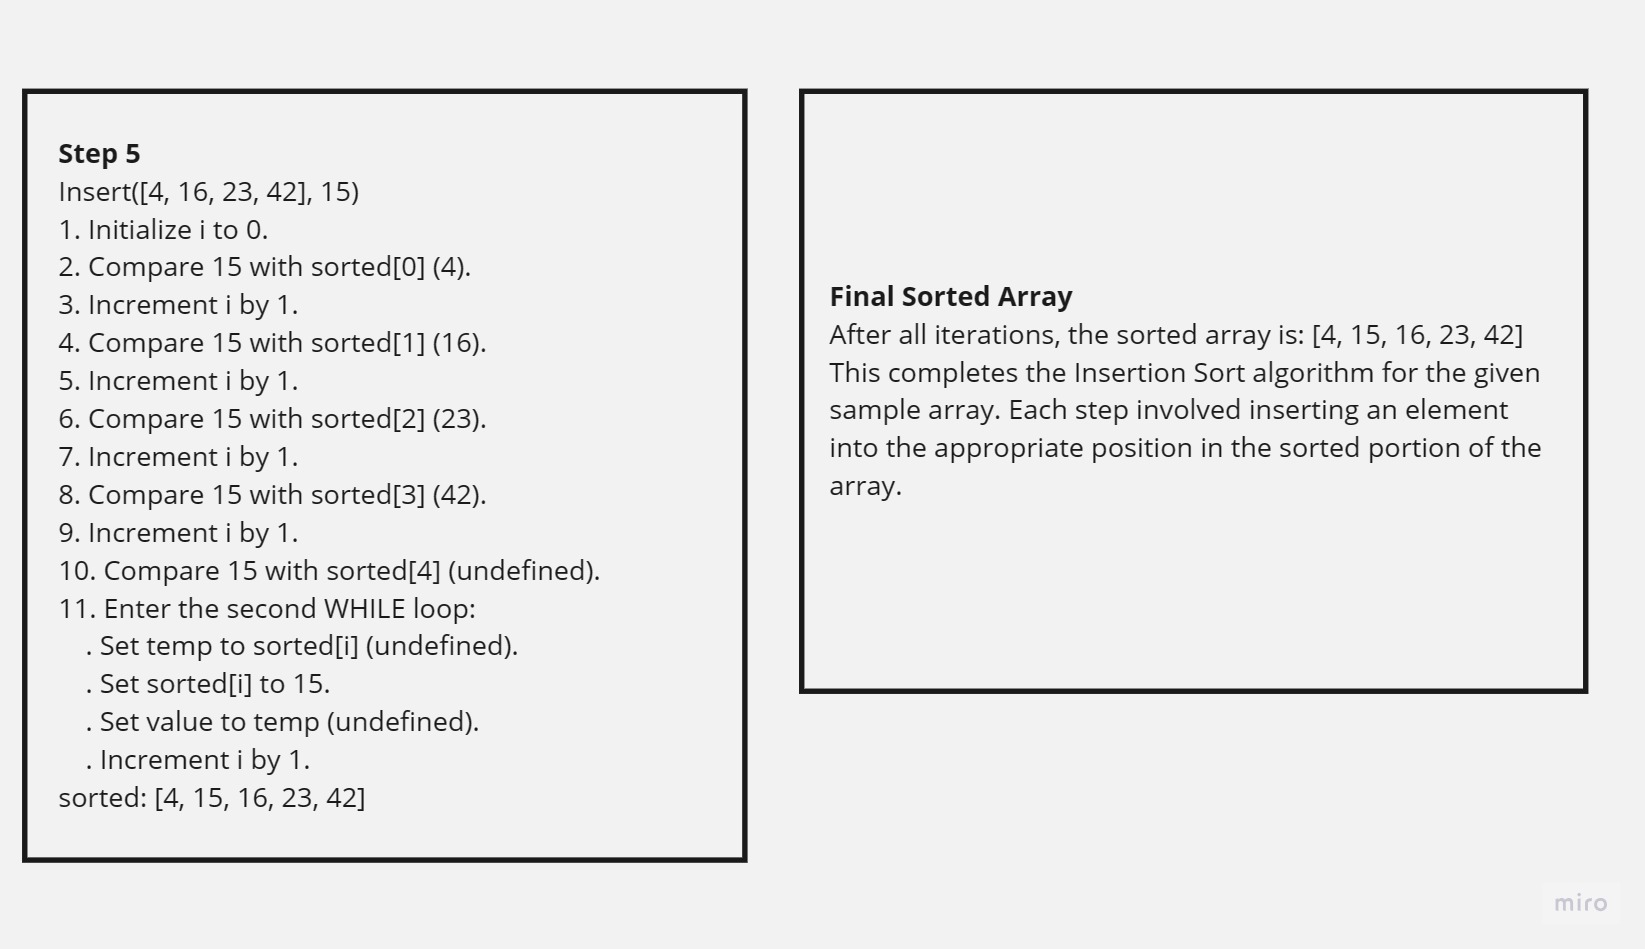 Step 5
Insert([4, 16, 23, 42], 15)
1. Initialize i to 0.
2. Compare 15 with sorted[0] (4).
3. Increment i by 1.
4. Compare 15 with sorted[1] (16).
5. Increment i by 1.
6. Compare 15 with sorted[2] (23).
7. Increment i by 1.
8. Compare 15 with sorted[3] (42).
9. Increment i by 1.
10. Compare 15 with sorted[4] (undefined).
11. Enter the second WHILE loop:
. Set temp to sorted[i] (undefined).
. Set sorted[i] to 15.
. Set value to temp (undefined).
. Increment i by 1.
sorted: [4, 15, 16, 23, 42]
Final Sorted Array
After all iterations, the sorted array is: [4, 15, 16, 23, 42]
This completes the Insertion Sort algorithm for the given
sample array. Each step involved inserting an element
into the appropriate position in the sorted portion of the
array.
miro